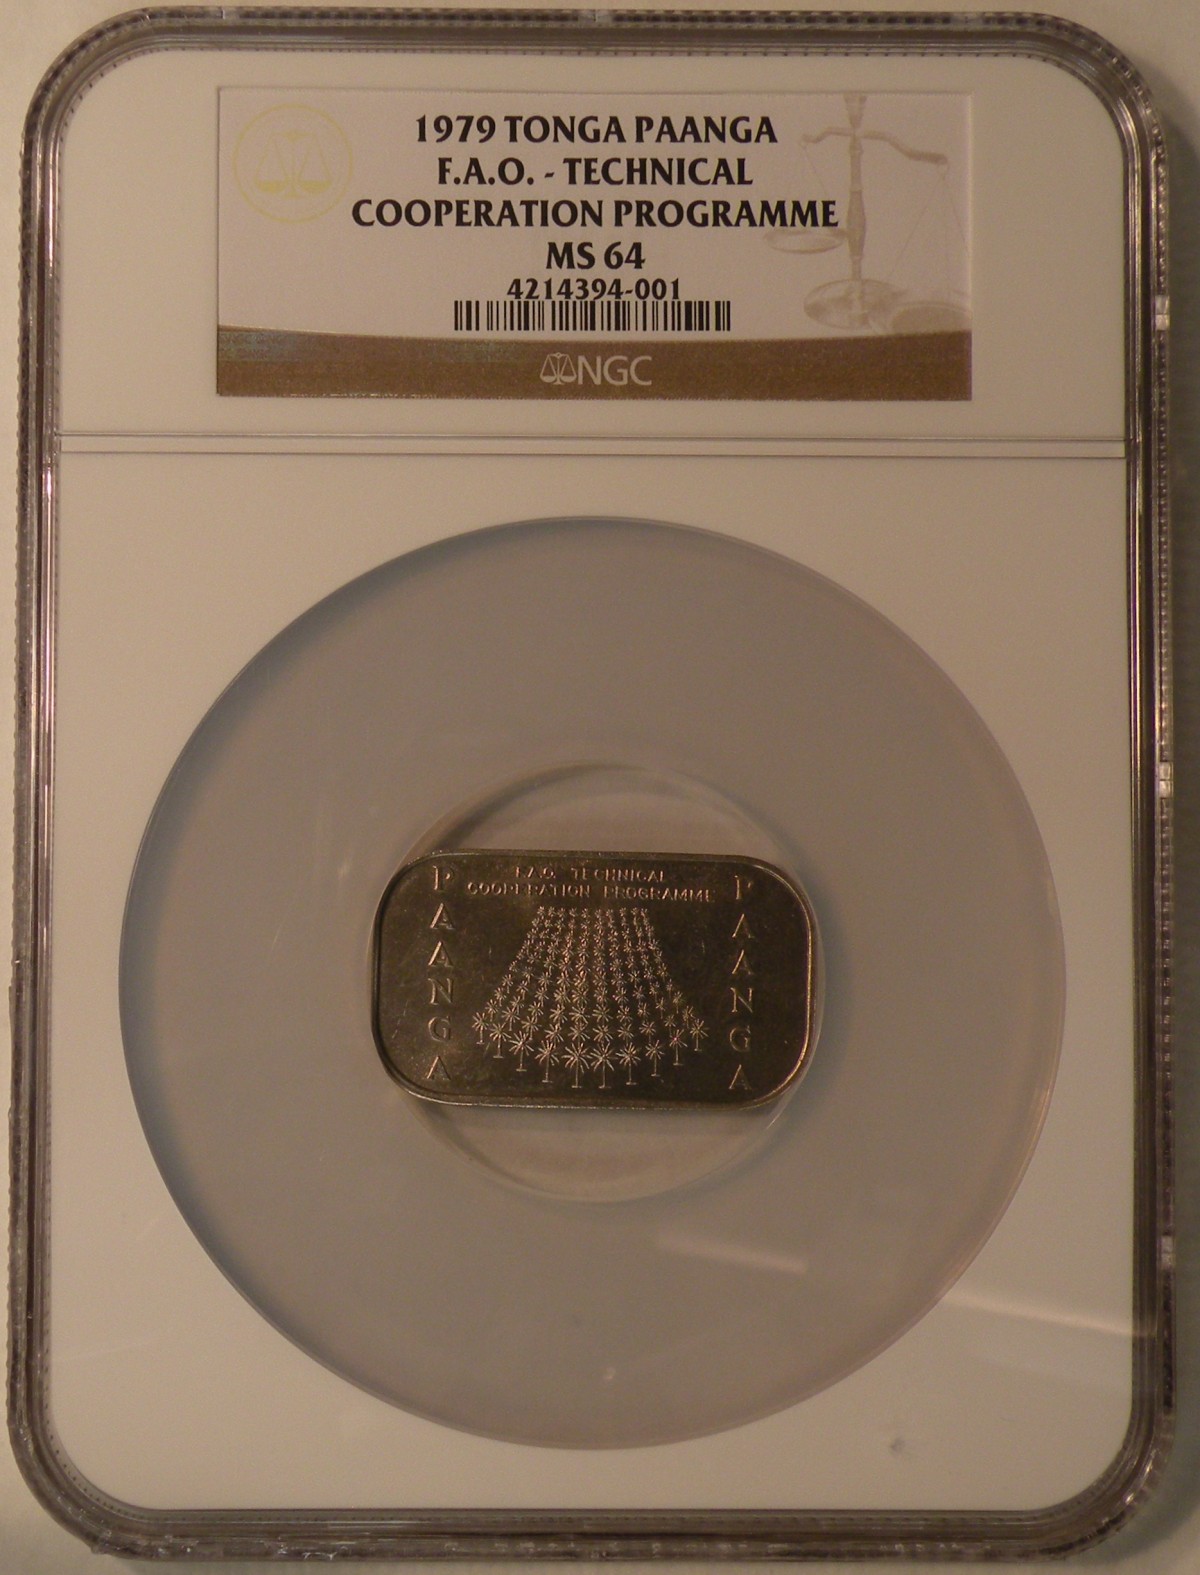 1979 TONGA PAANGA
F.A.O. - TECHNICAL
COOPERATION PROGRAMME
MS 64
4214394-001
NGC
F.A.O. TECHNICAL
COOPERATION PROGRAMME
PAANGA
PAANGA